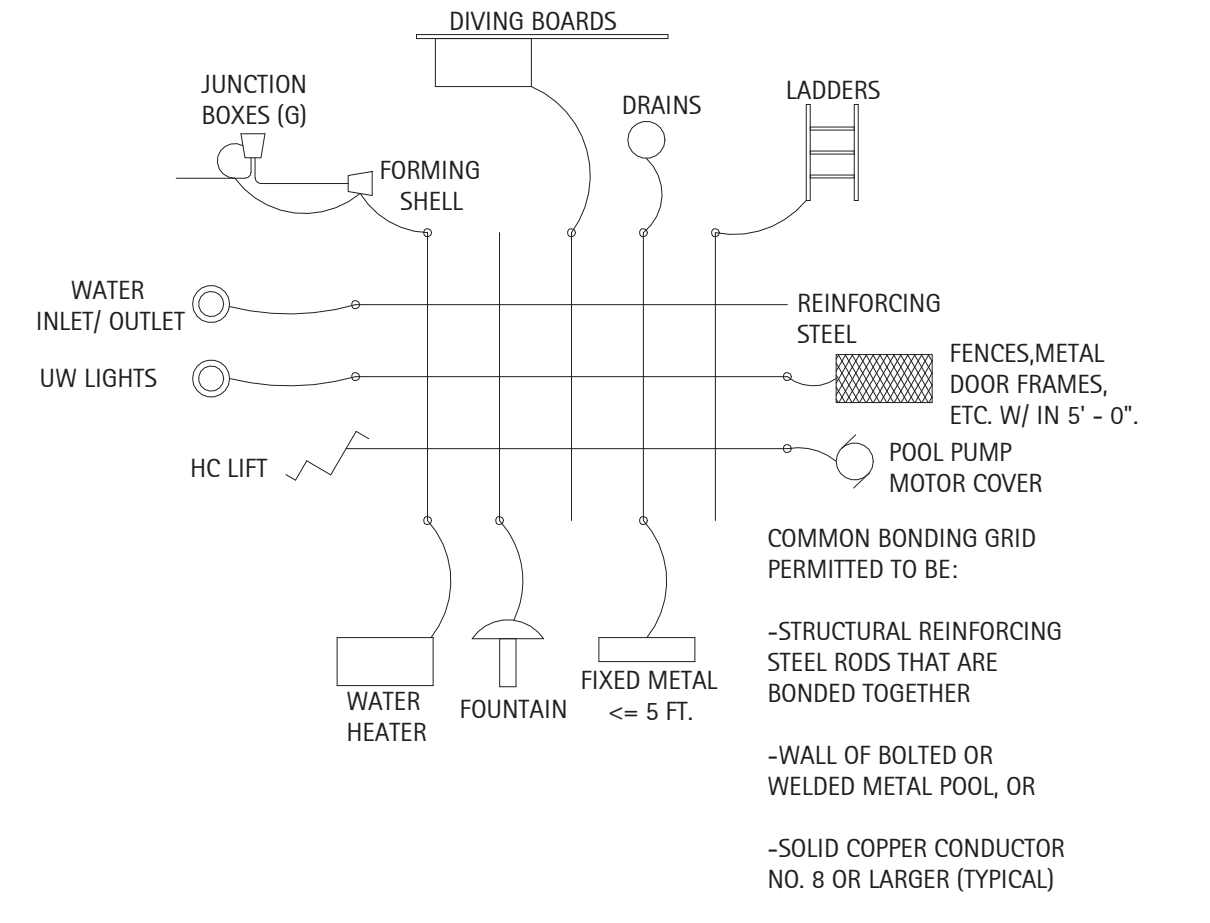 DIVING BOARDS
JUNCTION
BOXES (G)
DRAINS
LADDERS
FORMING
SHELL
WATER
INLET/ OUTLET
REINFORCING
STEEL
UW LIGHTS
FENCES,METAL
DOOR FRAMES,
ETC. W/ IN 5' - 0".
HC LIFT
POOL PUMP
MOTOR COVER
WATER
HEATER
FOUNTAIN
FIXED METAL
<= 5 FT.
COMMON BONDING GRID
PERMITTED TO BE:
-STRUCTURAL REINFORCING
STEEL RODS THAT ARE
BONDED TOGETHER
-WALL OF BOLTED OR
WELDED METAL POOL, OR
-SOLID COPPER CONDUCTOR
NO. 8 OR LARGER (TYPICAL)